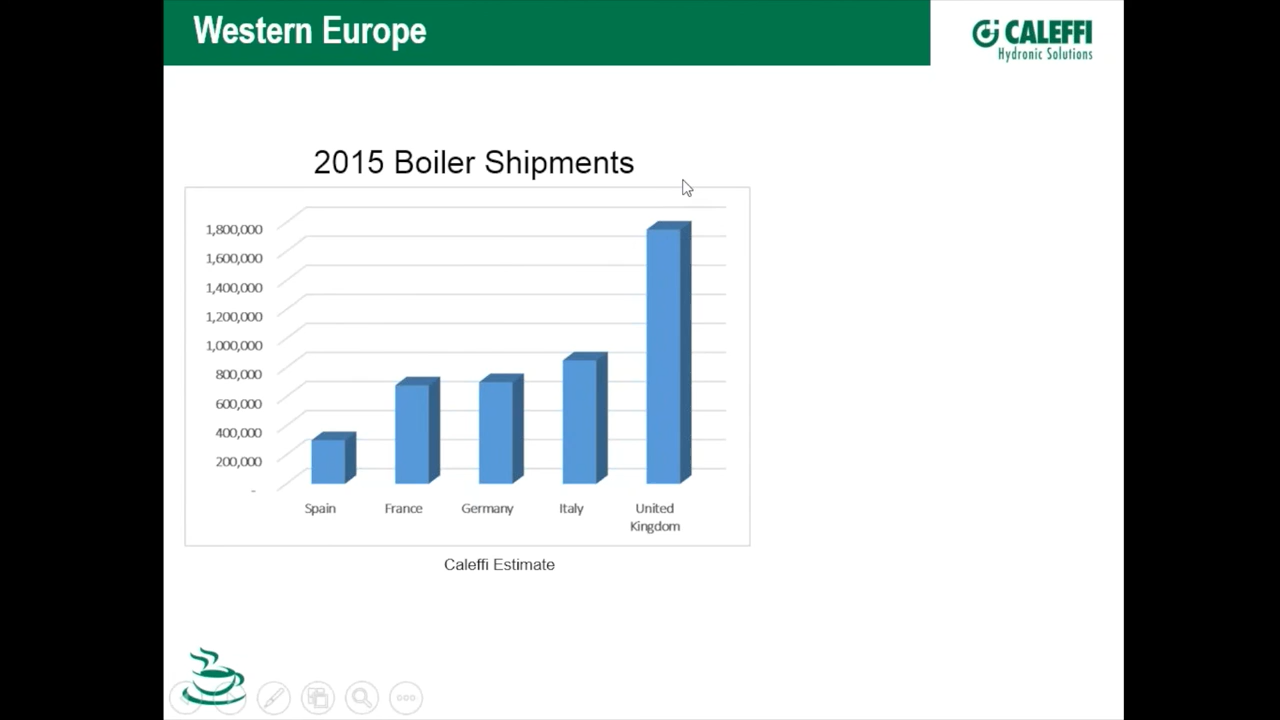 Western Europe
CALEFFI
Hydronic Solutions
2015 Boiler Shipments
1,800,000
1,600,000
1,400,000
1,200,000
1,000,000
800,000
600,000
400,000
200,000
-
Spain France Germany Italy United Kingdom
Caleffi Estimate